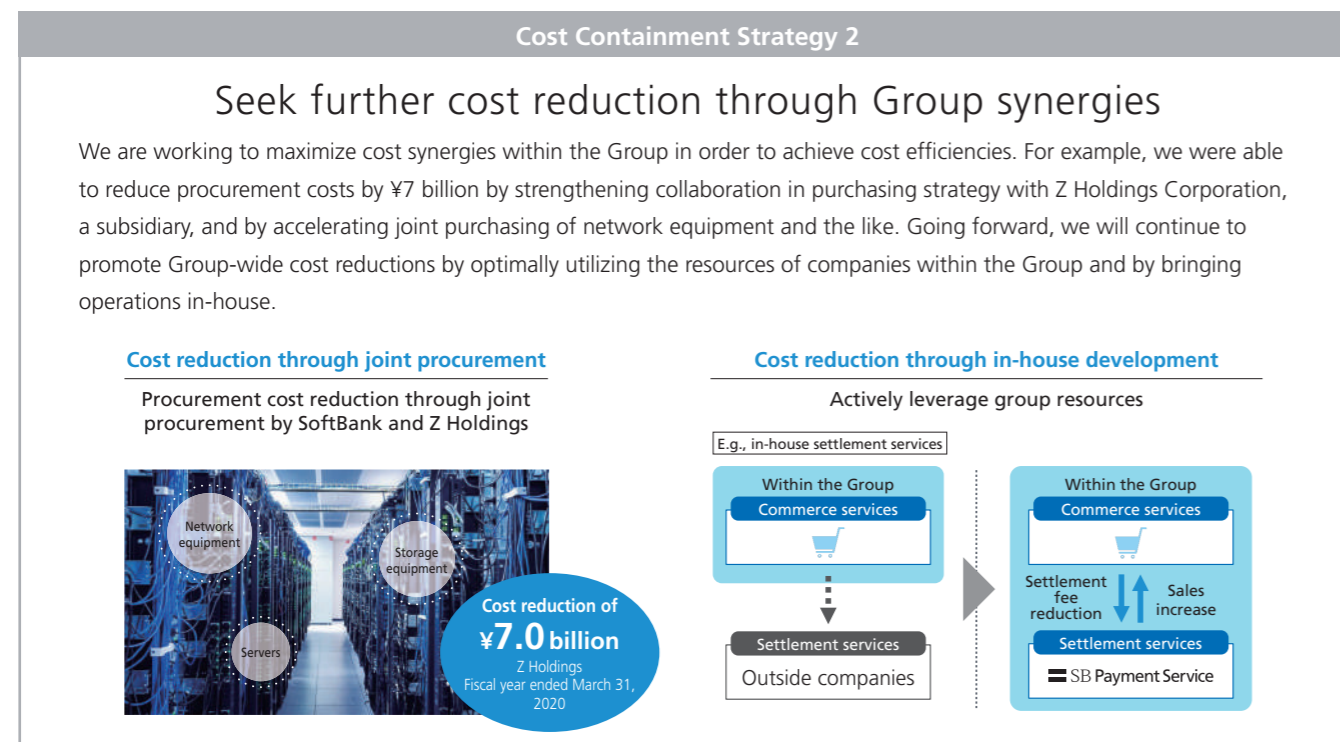 Cost Containment Strategy 2
Seek further cost reduction through Group synergies
We are working to maximize cost synergies within the Group in order to achieve cost efficiencies. For example, we were able
to reduce procurement costs by ¥7 billion by strengthening collaboration in purchasing strategy with Z Holdings Corporation,
a subsidiary, and by accelerating joint purchasing of network equipment and the like. Going forward, we will continue to
promote Group-wide cost reductions by optimally utilizing the resources of companies within the Group and by bringing
operations in-house.
Cost reduction through joint procurement
Procurement cost reduction through joint
procurement by SoftBank and Z Holdings
Network
equipment
Storage
equipment
Servers
Cost reduction of
¥7.0 billion
Z Holdings
Fiscal year ended March 31,
2020
Cost reduction through in-house development
Actively leverage group resources
E.g., in-house settlement services
Within the Group
Commerce services
Settlement services
Outside companies
Within the Group
Commerce services
Settlement
fee
reduction
Sales
increase
Settlement services
SB Payment Service